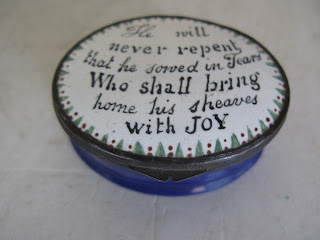 He will
never repent
that he sowed in Tears
Who shall bring
home his sheaves
with JOY